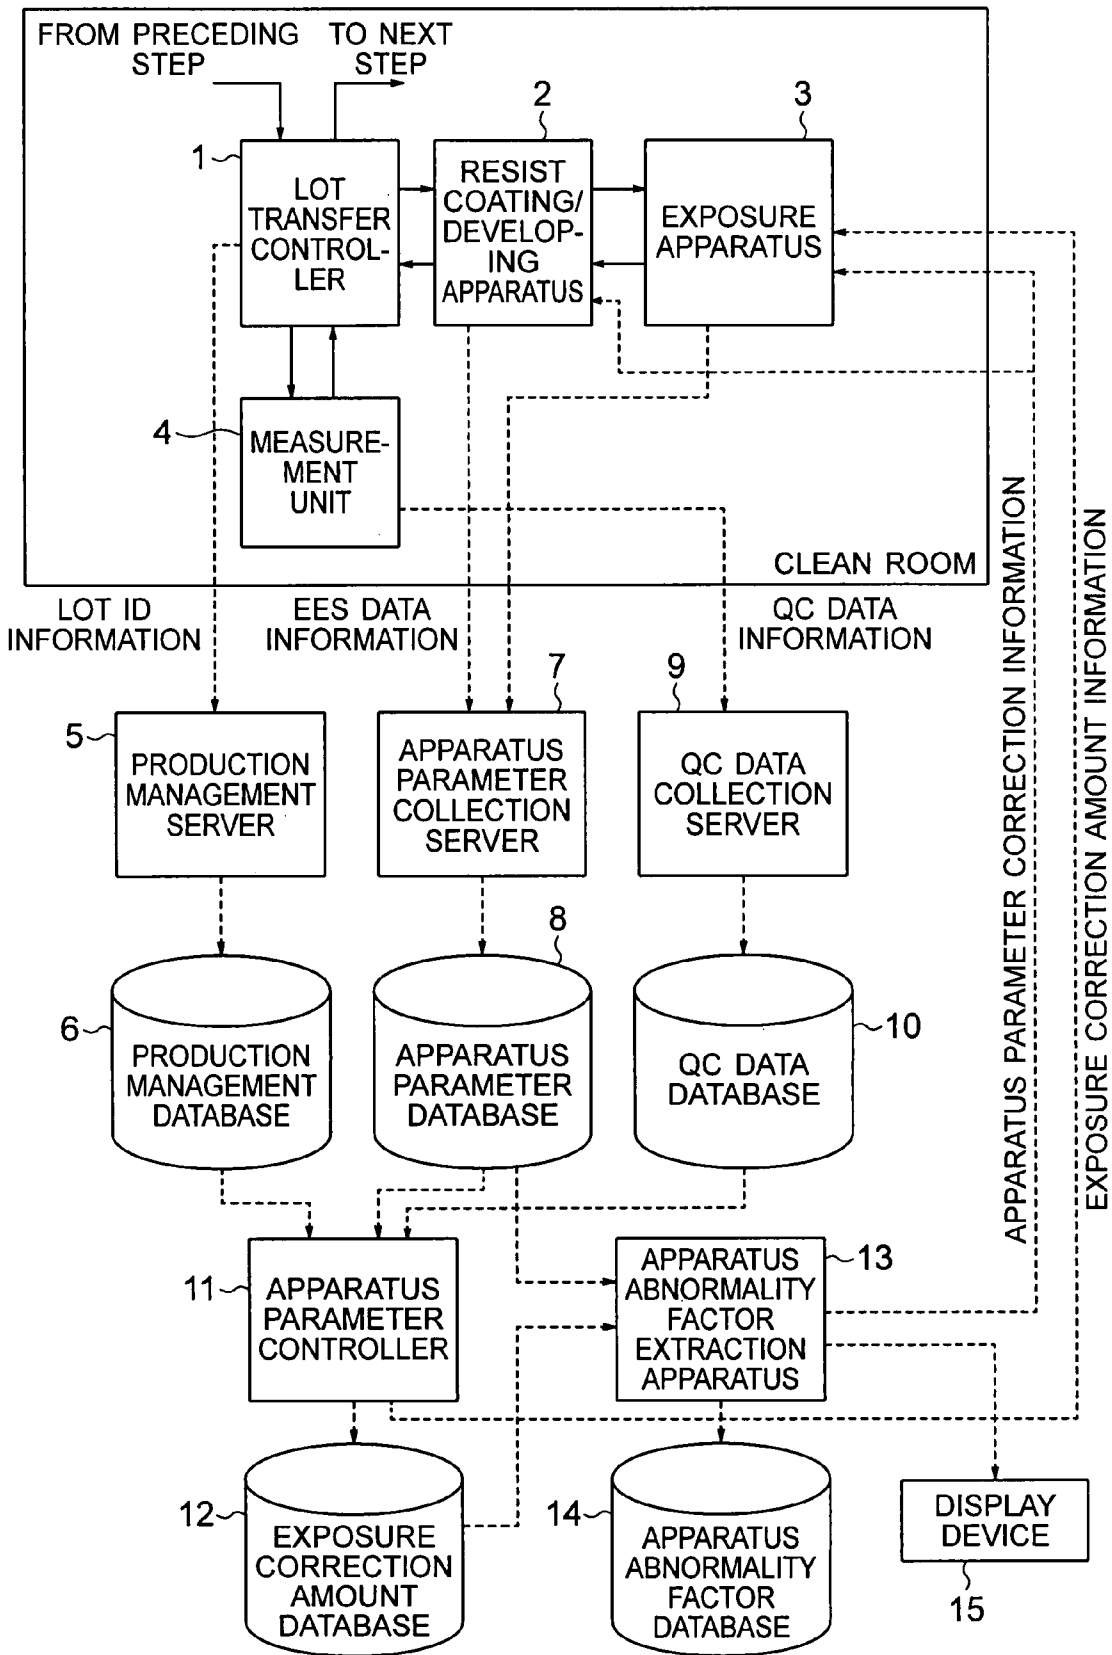 FROM PRECEDING
STEP
TO NEXT
STEP
1
LOT
TRANSFER
CONTROL-
LER
2
RESIST
COATING/
DEVELOP-
ING
APPARATUS
3
EXPOSURE
APPARATUS
4
MEASURE-
MENT
UNIT
CLEAN ROOM
LOT ID
INFORMATION
EES DATA
INFORMATION
QC DATA
INFORMATION
APPARATUS PARAMETER CORRECTION INFORMATION
EXPOSURE CORRECTION AMOUNT INFORMATION
5
PRODUCTION
MANAGEMENT
SERVER
7
APPARATUS
PARAMETER
COLLECTION
SERVER
9
QC DATA
COLLECTION
SERVER
6
PRODUCTION
MANAGEMENT
DATABASE
8
APPARATUS
PARAMETER
DATABASE
10
QC DATA
DATABASE
11
APPARATUS
PARAMETER
CONTROLLER
13
APPARATUS
ABNORMALITY
FACTOR
EXTRACTION
APPARATUS
12
EXPOSURE
CORRECTION
AMOUNT
DATABASE
14
APPARATUS
ABNORMALITY
FACTOR
DATABASE
DISPLAY
DEVICE
15